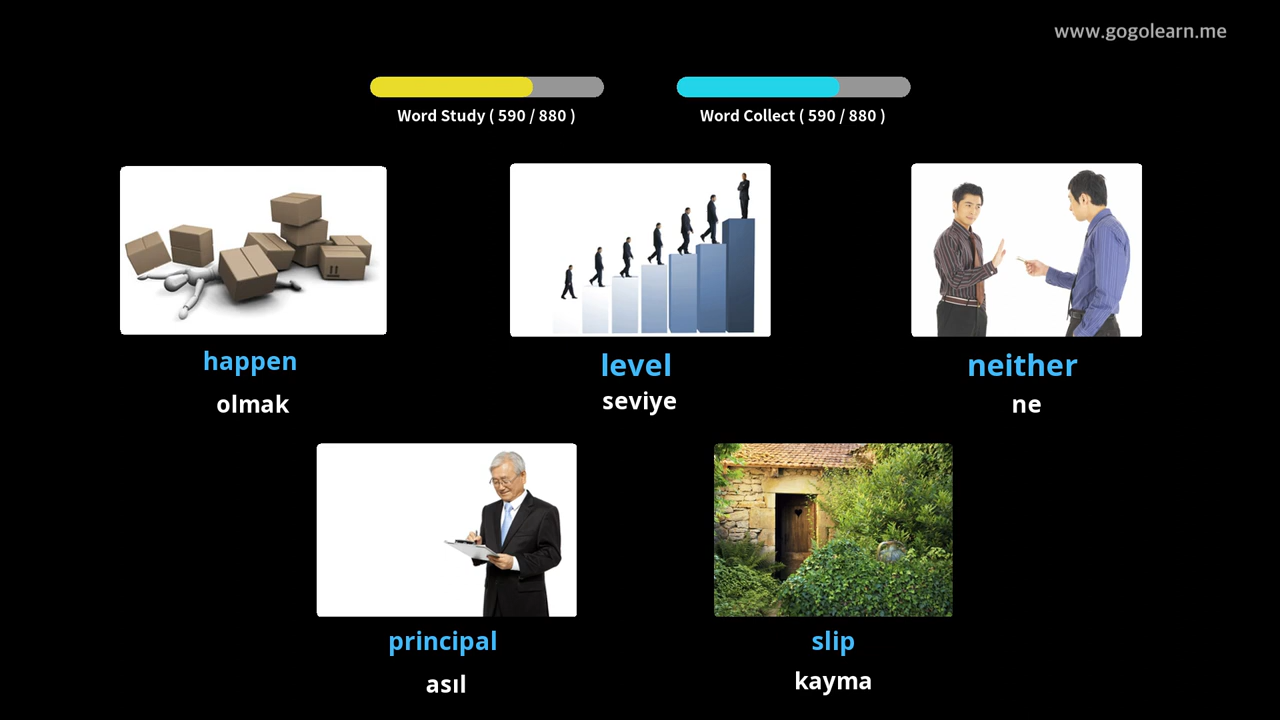 www.gogolearn.me
Word Study ( 590 / 880 )
Word Collect ( 590 / 880 )
happen
olmak
level
seviye
neither
ne
principal
asıl
slip
kayma